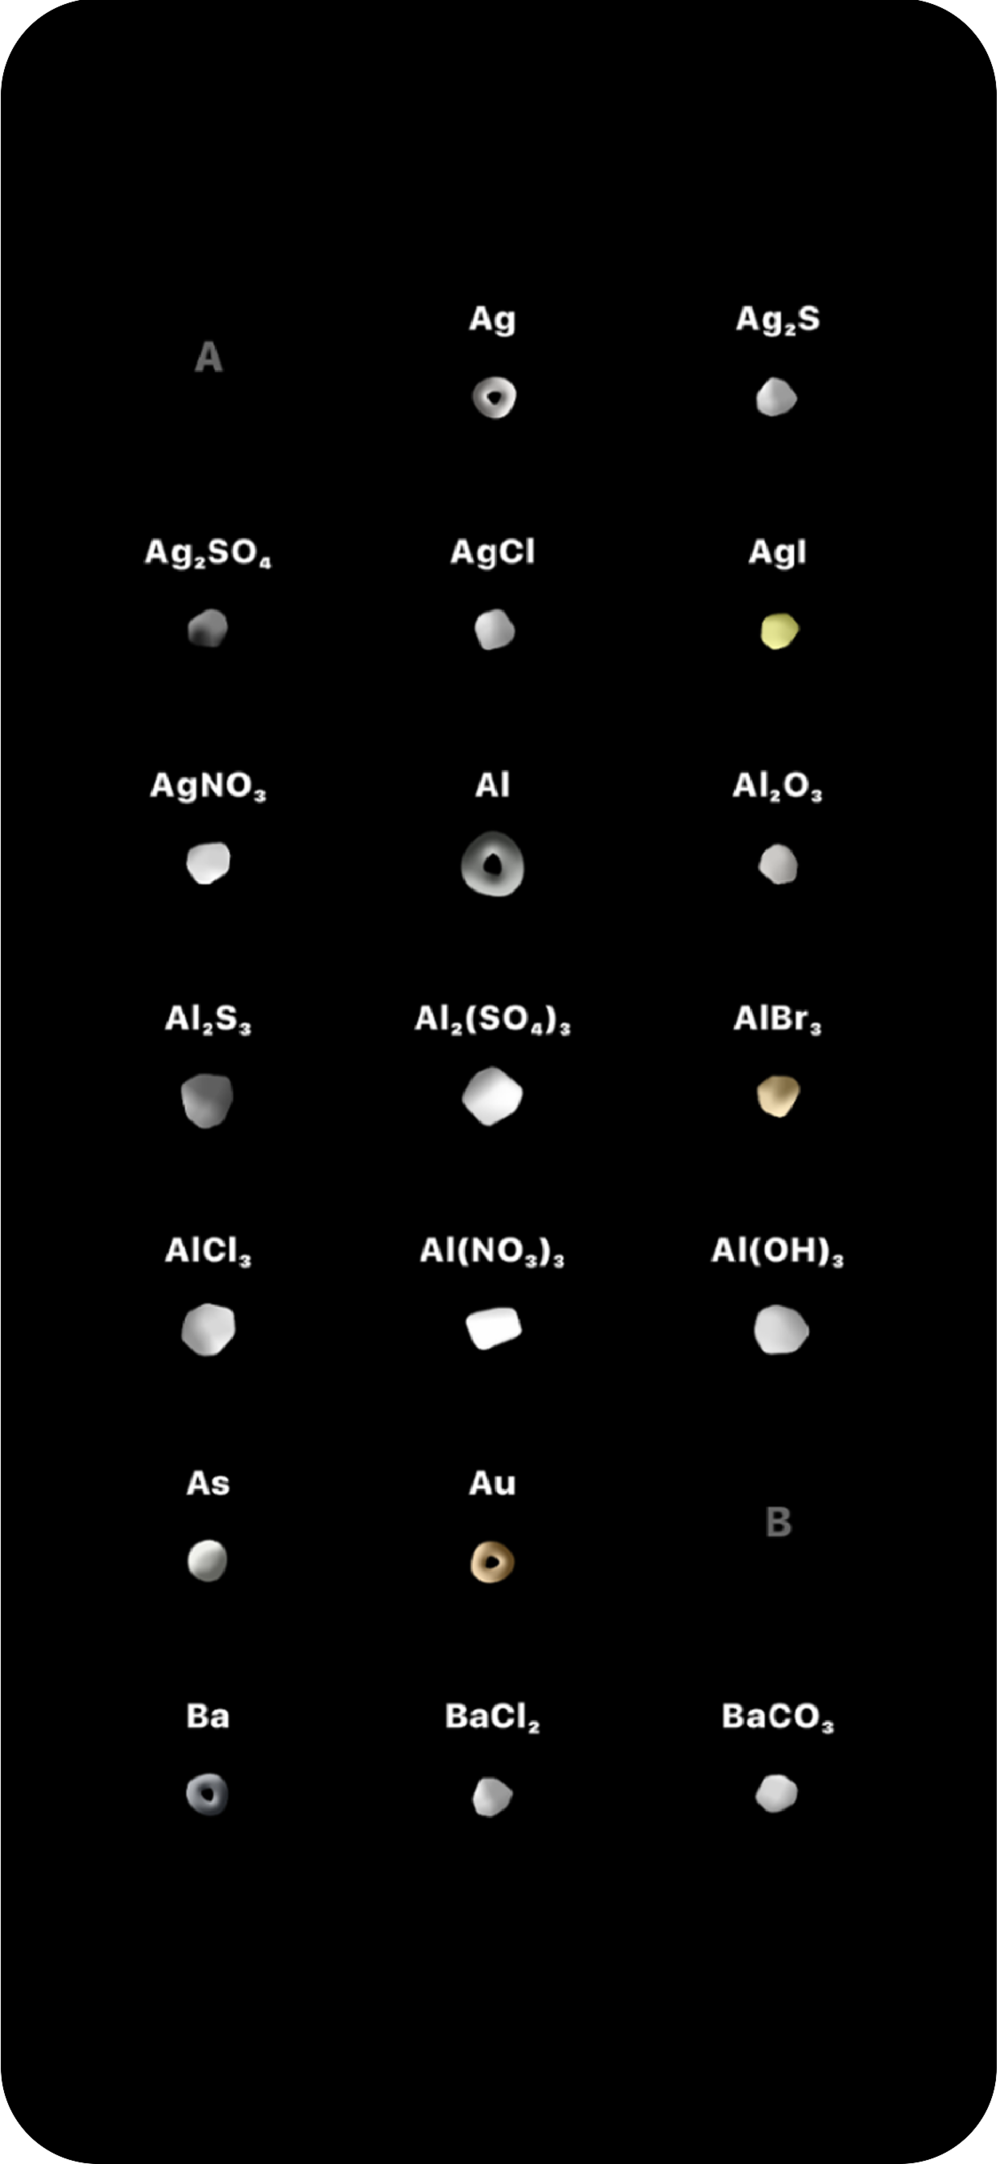 A Ag Ag₂S
Ag₂SO₄ AgCl AgI
AgNO₃ Al Al₂O₃
Al₂S₃ Al₂(SO₄)₃ AlBr₃
AlCl₃ Al(NO₃)₃ Al(OH)₃
As Au B
Ba BaCl₂ BaCO₃